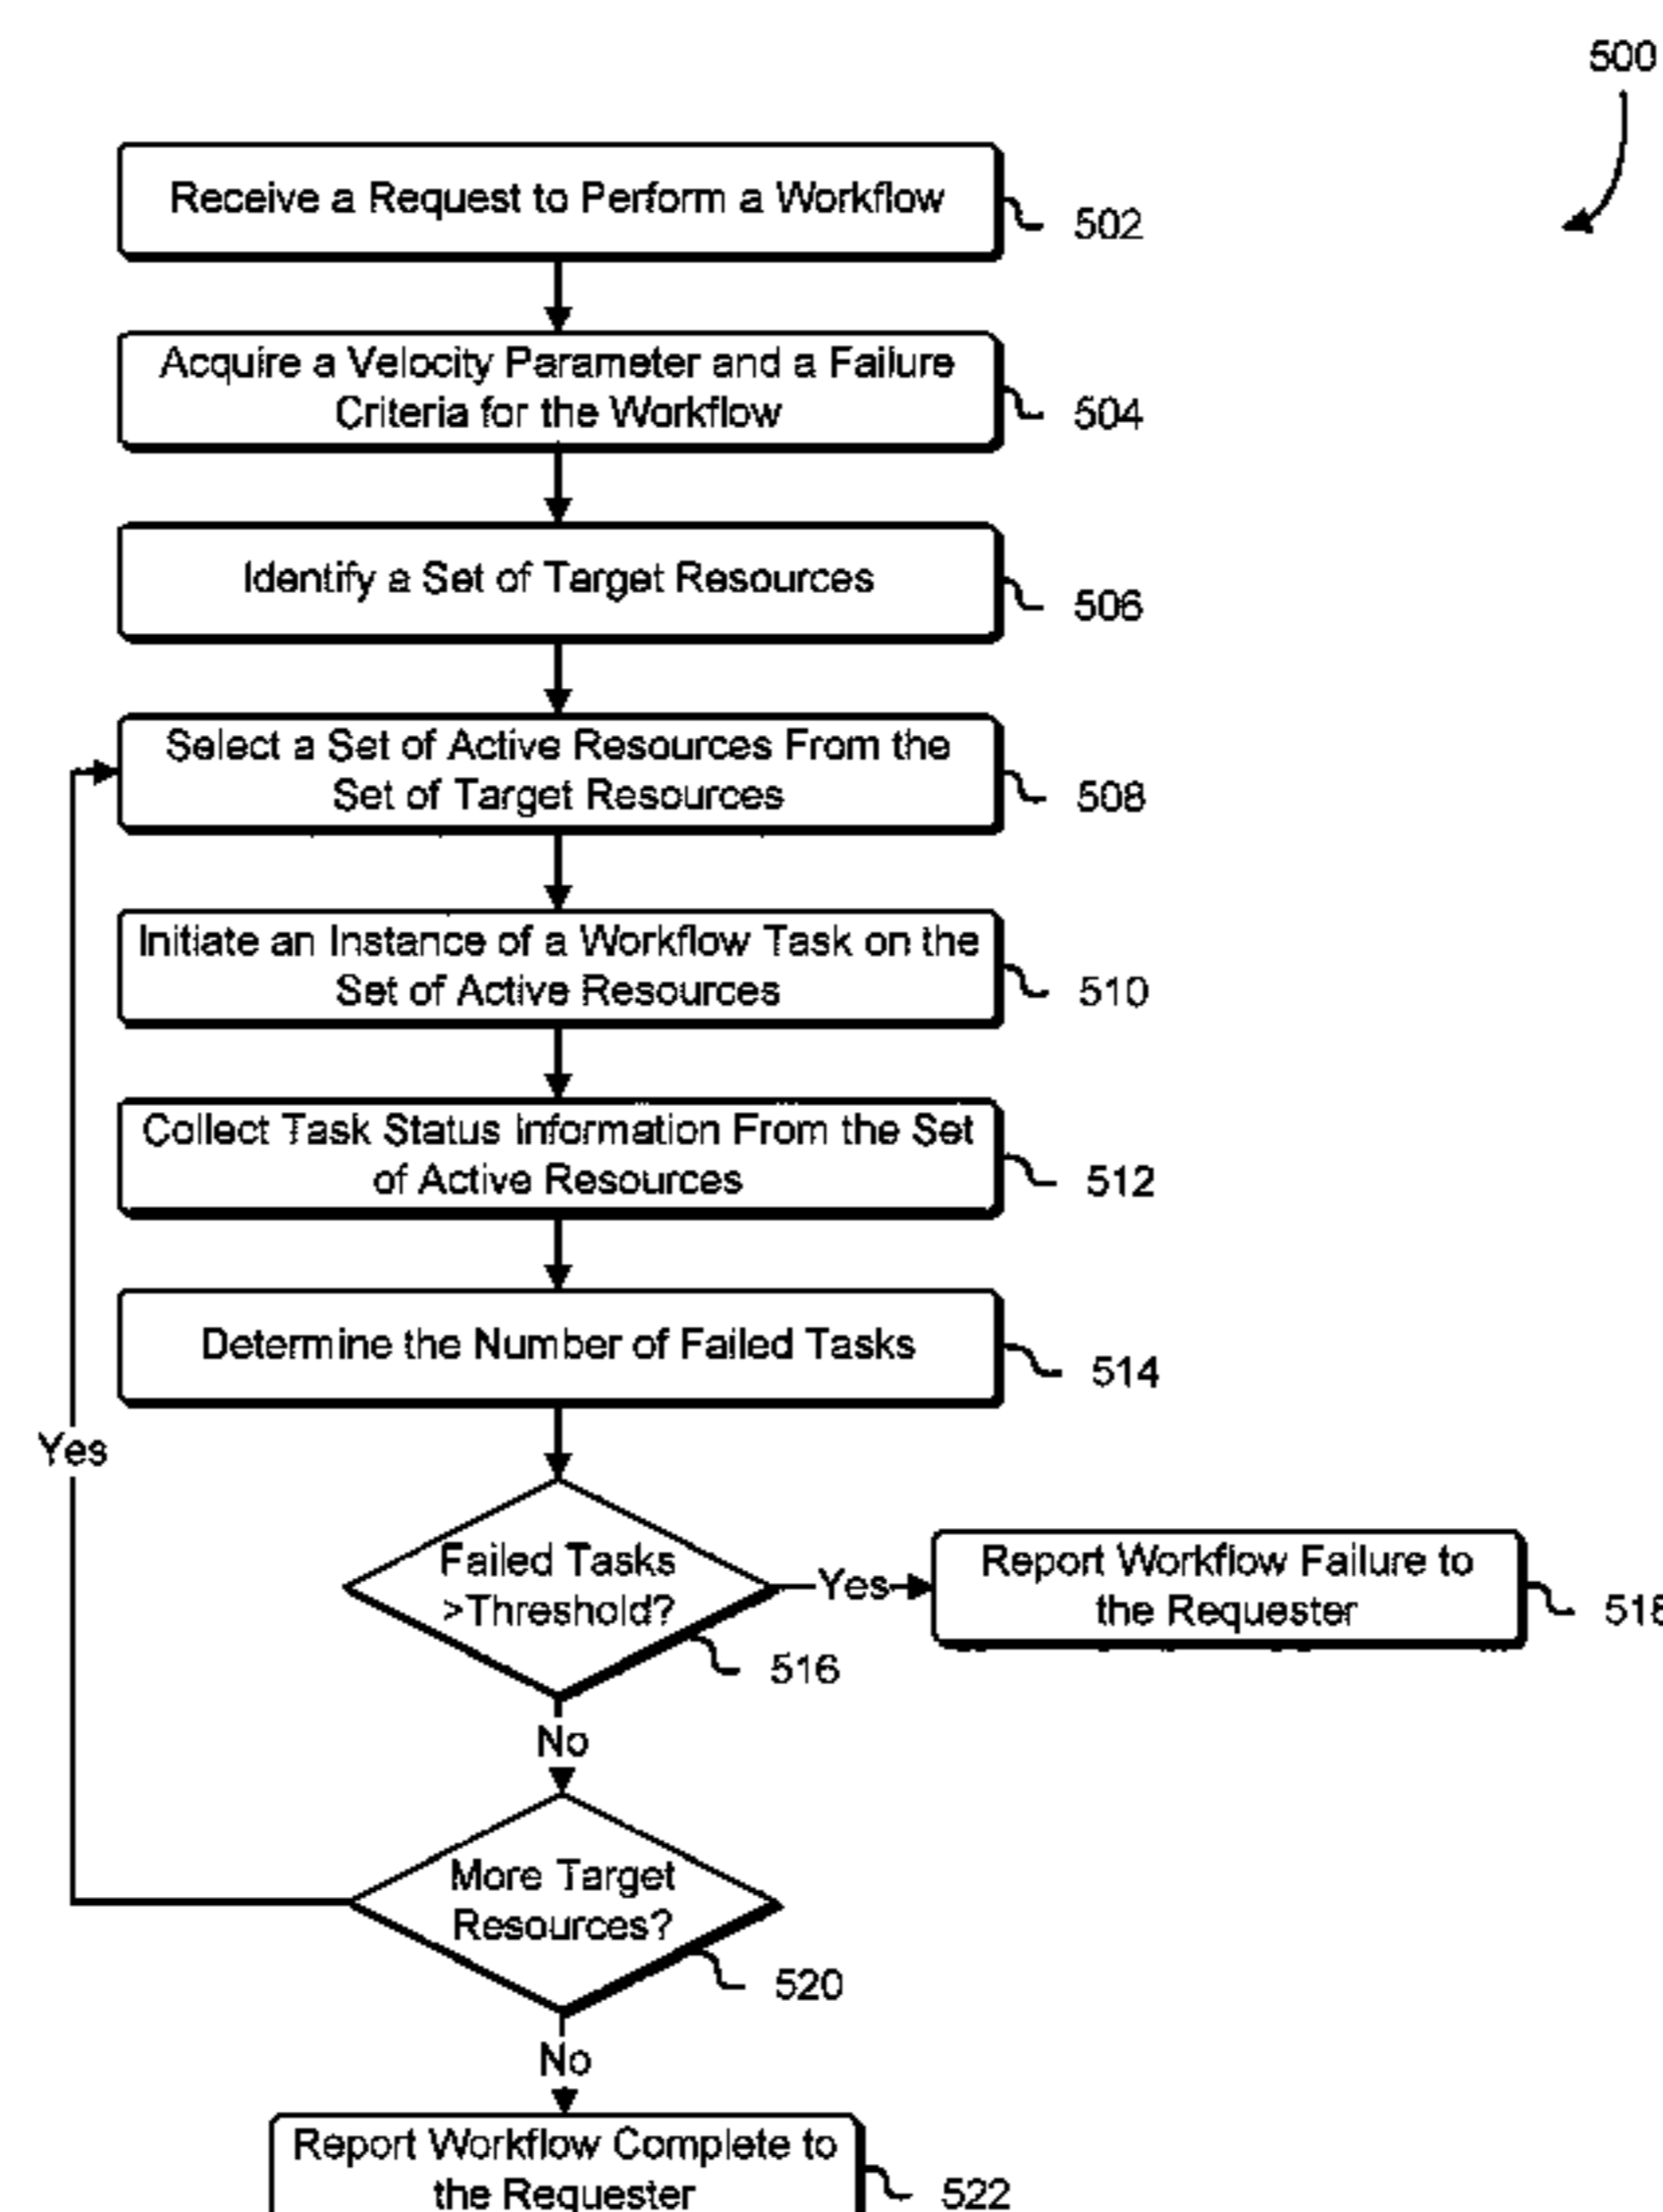 500
Receive a Request to Perform a Workflow
502
Acquire a Velocity Parameter and a Failure
Criteria for the Workflow
504
Identify a Set of Target Resources
506
Select a Set of Active Resources From the
Set of Target Resources
508
Initiate an Instance of a Workflow Task on the
Set of Active Resources
510
Collect Task Status Information From the Set
of Active Resources
512
Determine the Number of Failed Tasks
514
Yes
Failed Tasks
>Threshold?
516
Yes
Report Workflow Failure to
the Requester
518
No
More Target
Resources?
520
No
Report Workflow Complete to
the Requester
522